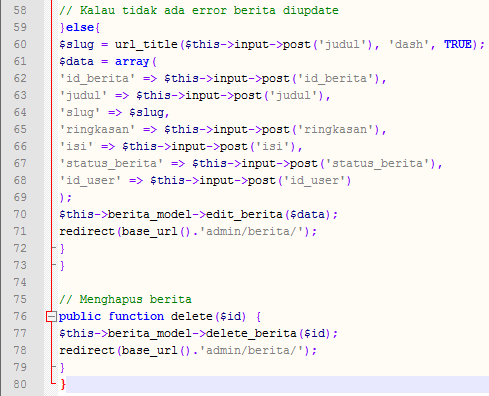 58 // Kalau tidak ada error berita diupdate
59 }else{
60 $slug = url_title($this->input->post('judul'), 'dash', TRUE);
61 $data = array(
62 'id_berita' => $this->input->post('id_berita'),
63 'judul' => $this->input->post('judul'),
64 'slug' => $slug,
65 'ringkasan' => $this->input->post('ringkasan'),
66 'isi' => $this->input->post('isi'),
67 'status_berita' => $this->input->post('status_berita'),
68 'id_user' => $this->input->post('id_user')
69 );
70 $this->berita_model->edit_berita($data);
71 redirect(base_url().'admin/berita/');
72 }
73 }
74
75 // Menghapus berita
76 public function delete($id) {
77 $this->berita_model->delete_berita($id);
78 redirect(base_url().'admin/berita/');
79 }
80 }